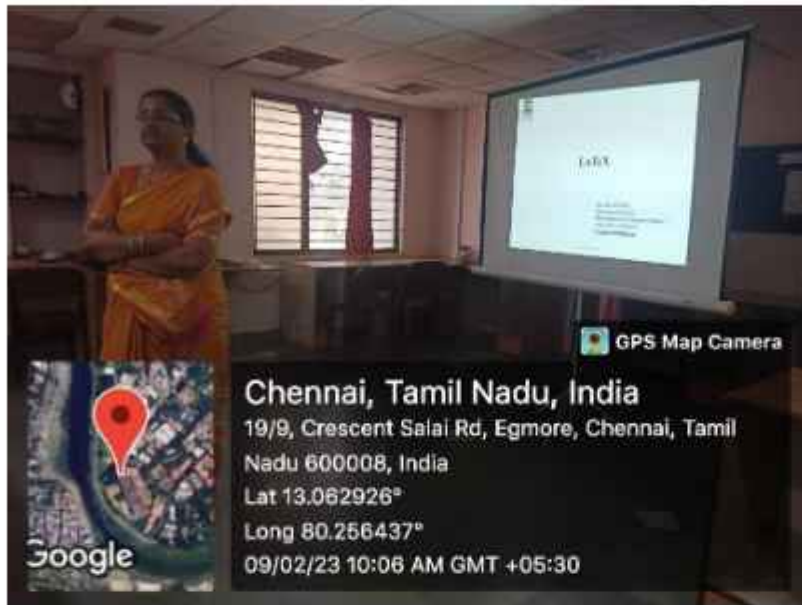 LaTeX
GPS Map Camera
Chennai, Tamil Nadu, India
19/9, Crescent Salai Rd, Egmore, Chennai, Tamil
Nadu 600008, India
Lat 13.062926°
Long 80.256437°
09/02/23 10:06 AM GMT +05:30
Google